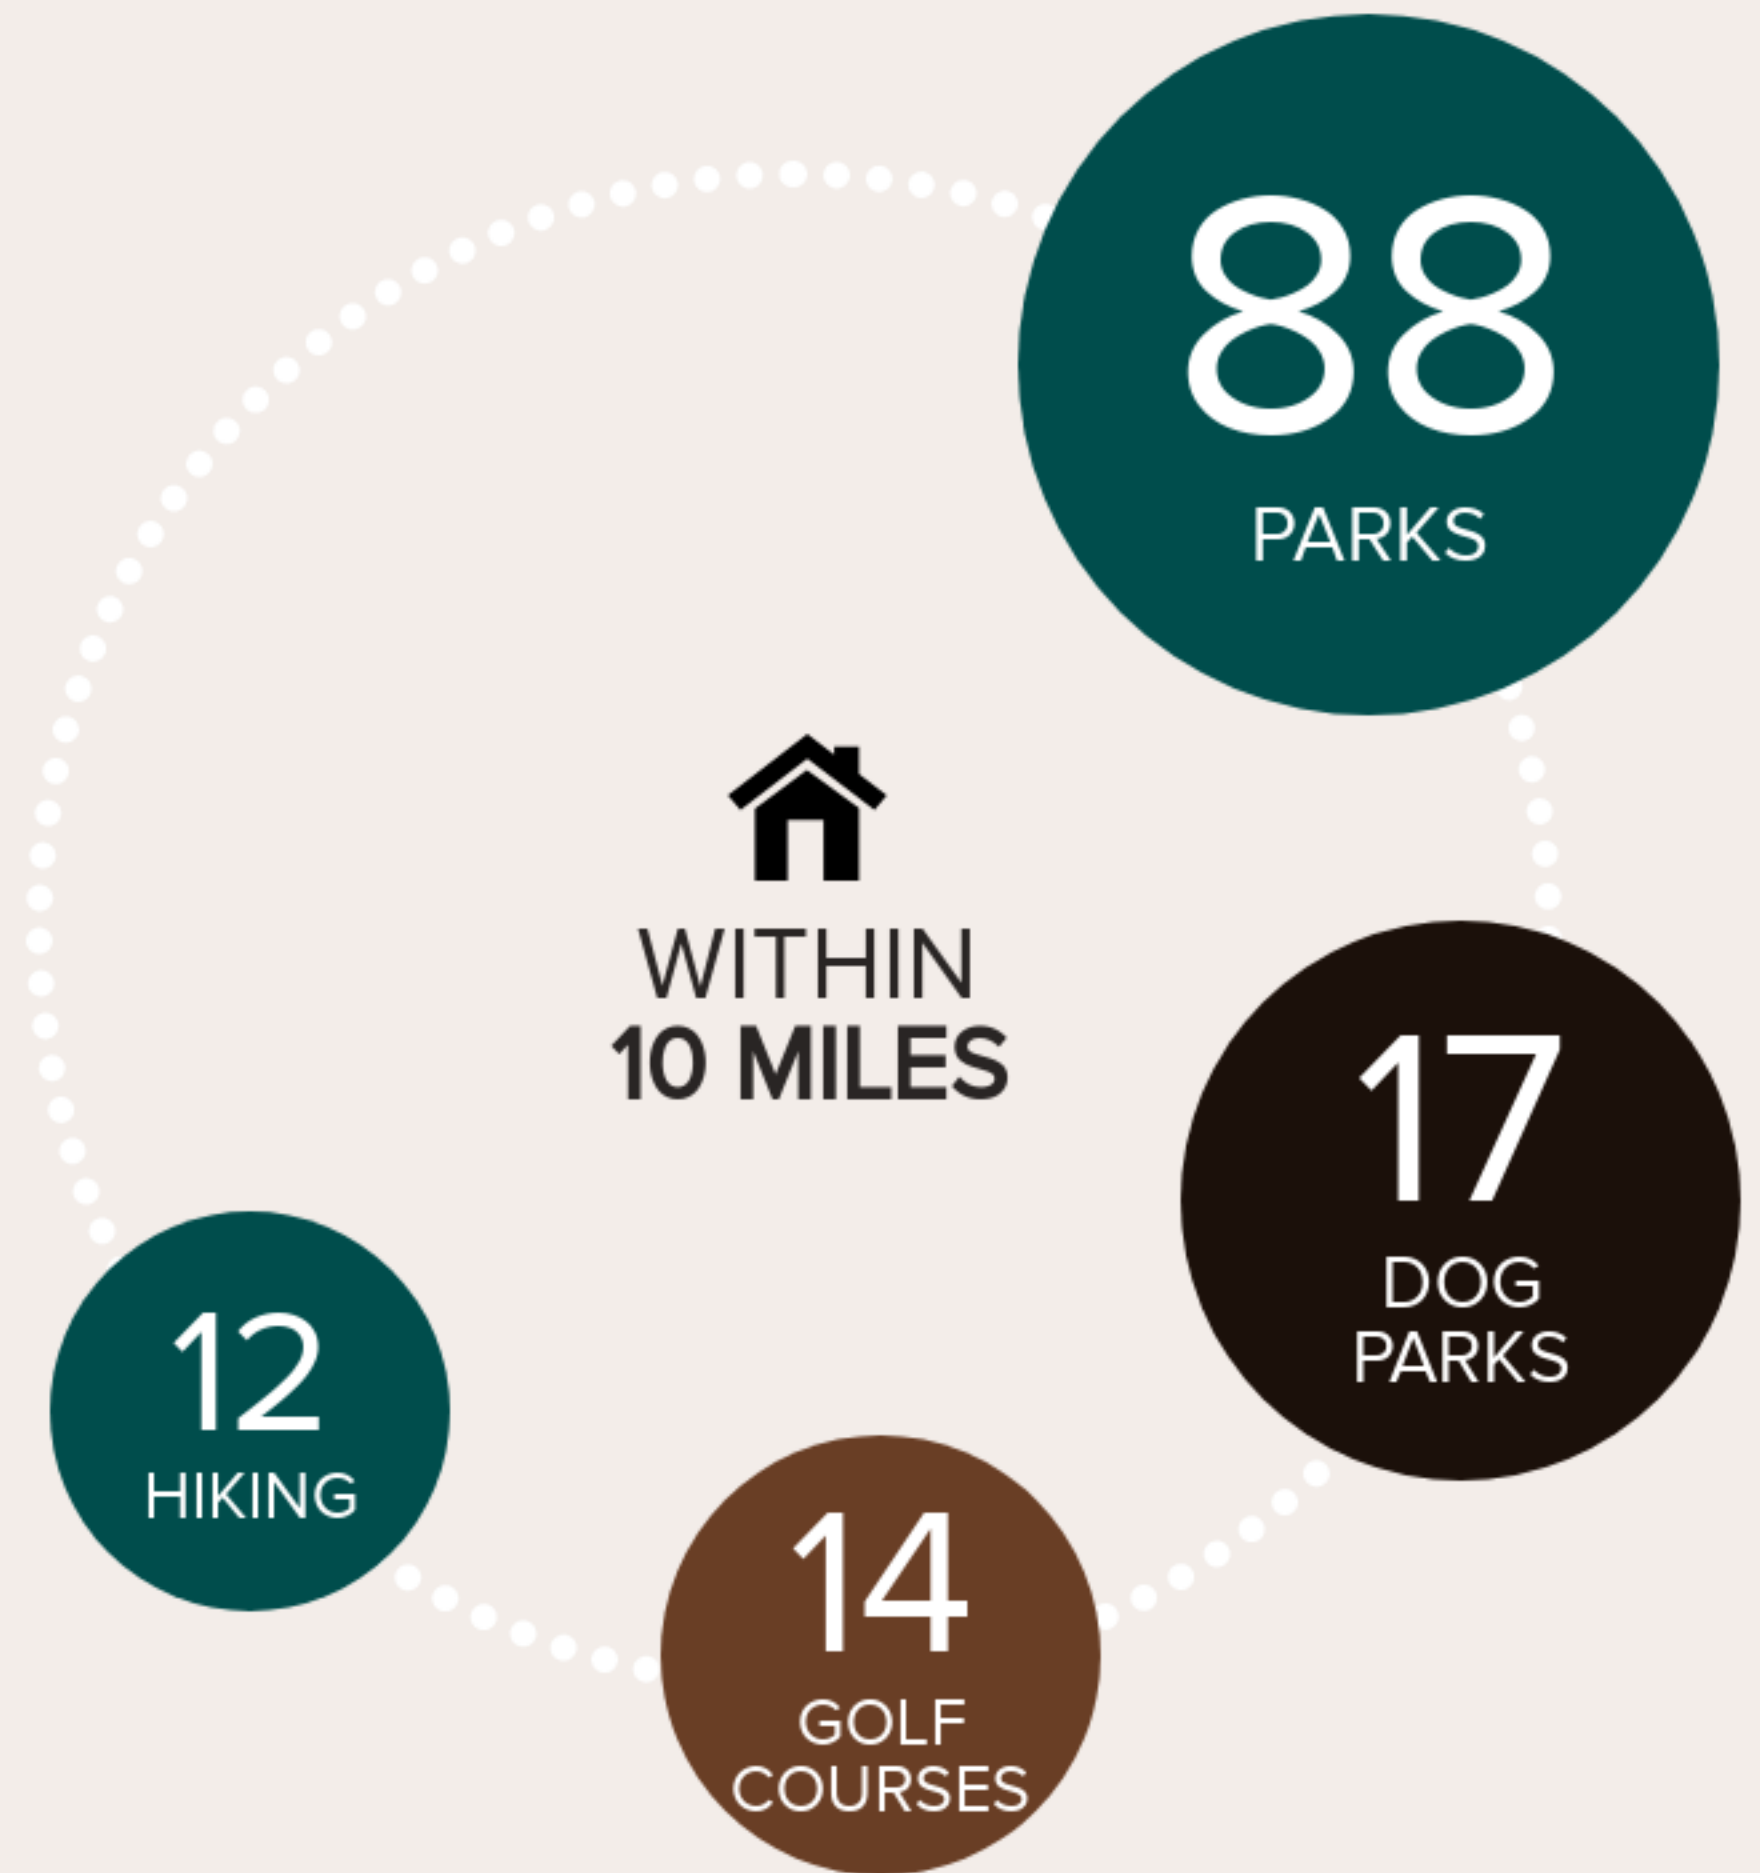 88
PARKS
WITHIN
10 MILES
17
DOG
PARKS
12
HIKING
14
GOLF
COURSES